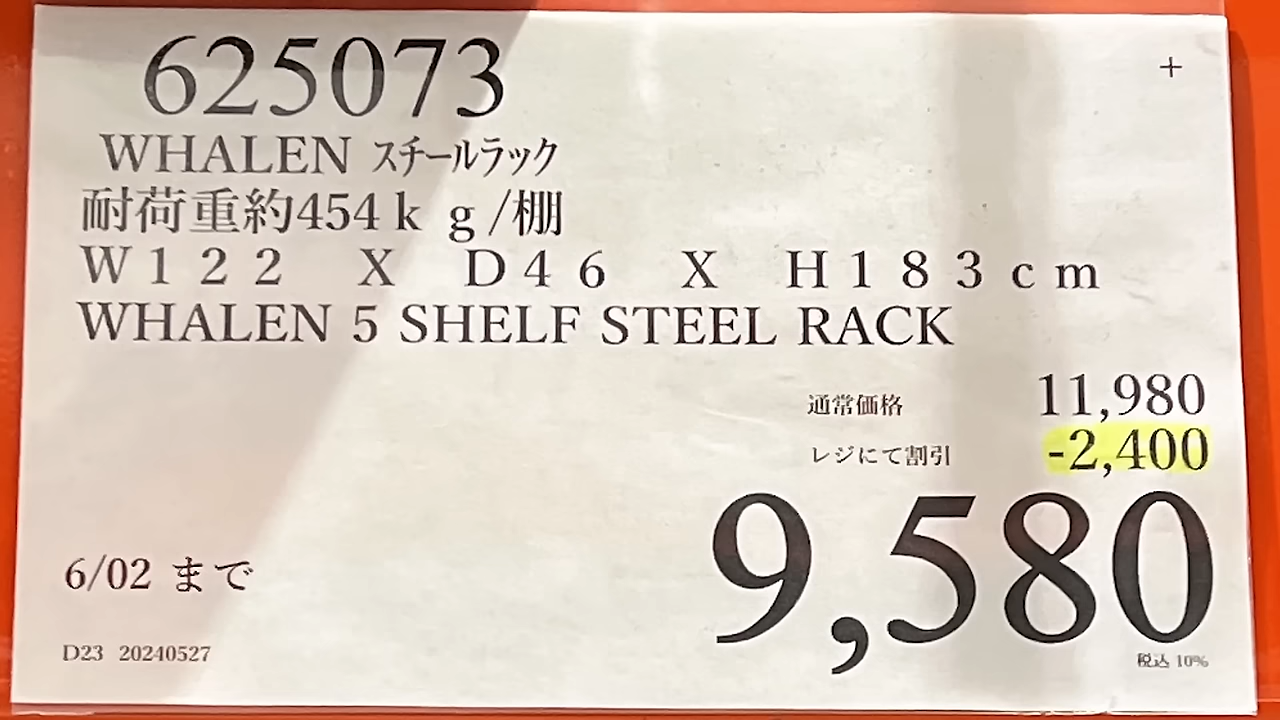 625073
+
WHALEN スチールラック
耐荷重約454ｋｇ/棚
Ｗ１２２　Ｘ　Ｄ４６　Ｘ　Ｈ１８３ｃｍ
WHALEN 5 SHELF STEEL RACK
通常価格 11,980
レジにて割引 -2,400
9,580
6/02 まで
税込 10%
D23 20240527